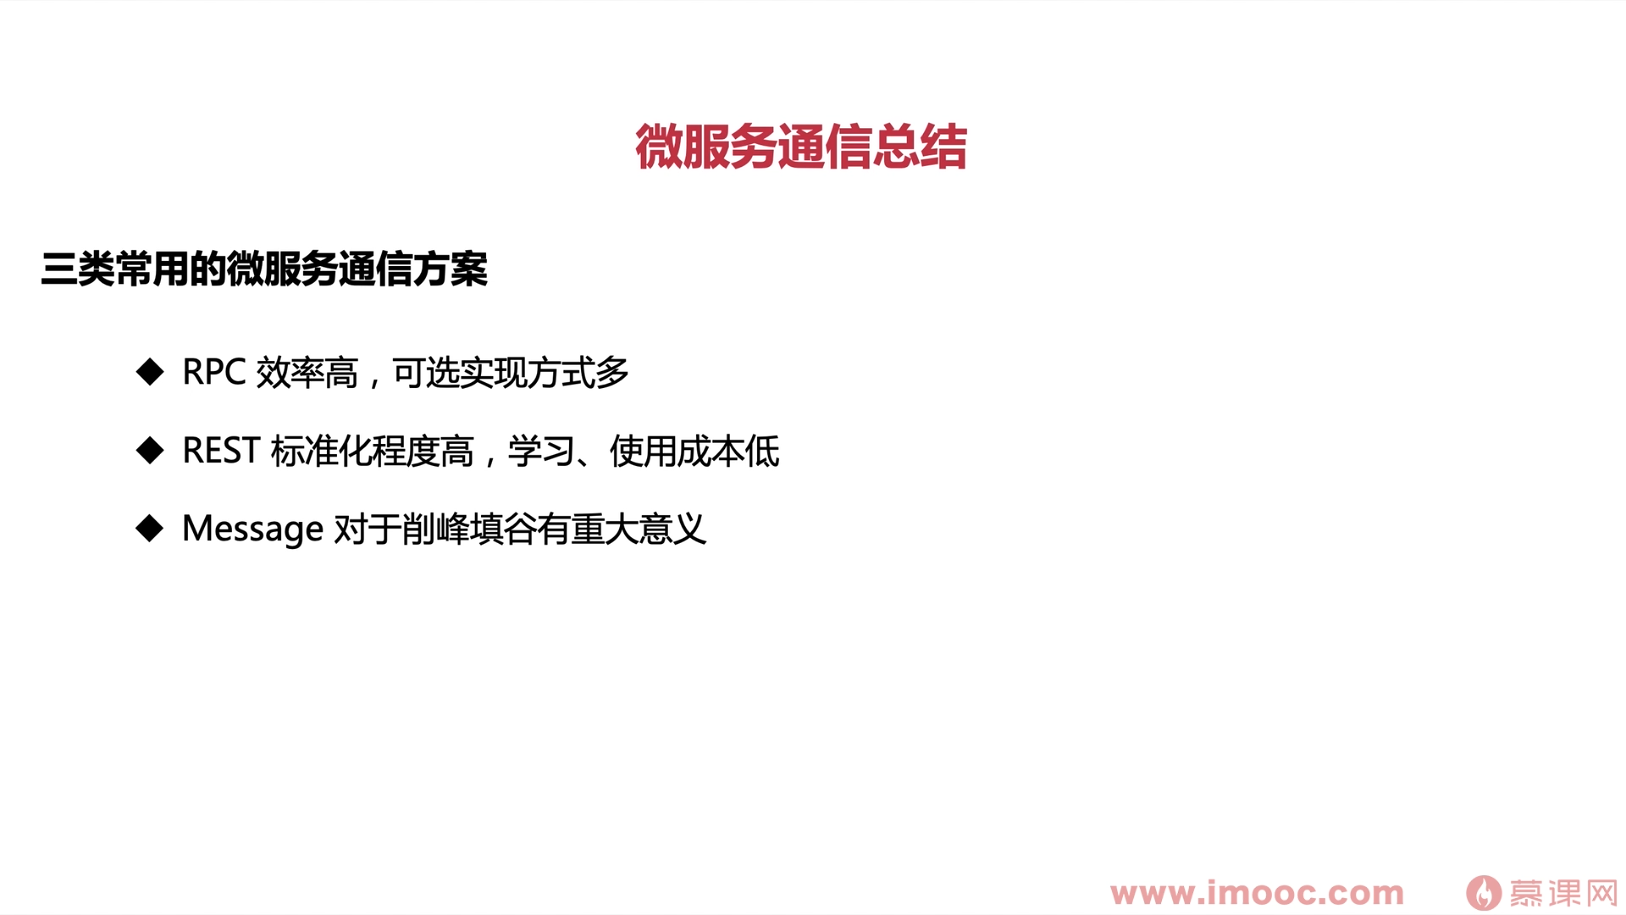 微服务通信总结
三类常用的微服务通信方案
◆ RPC 效率高，可选实现方式多
◆ REST 标准化程度高，学习、使用成本低
◆ Message 对于削峰填谷有重大意义
www.imooc.com 慕课网